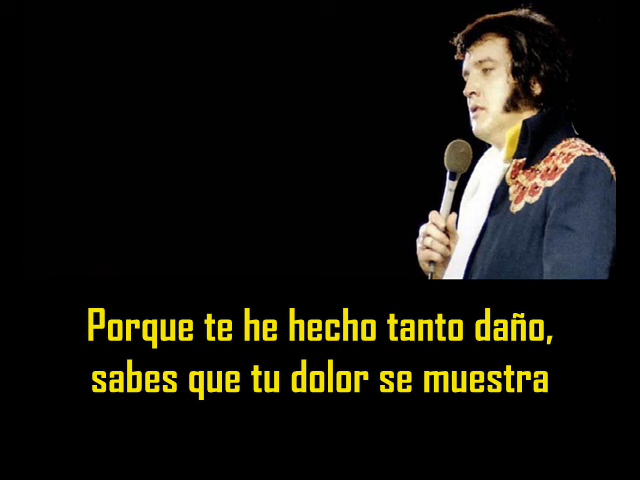 Porque te he hecho tanto daño,
sabes que tu dolor se muestra